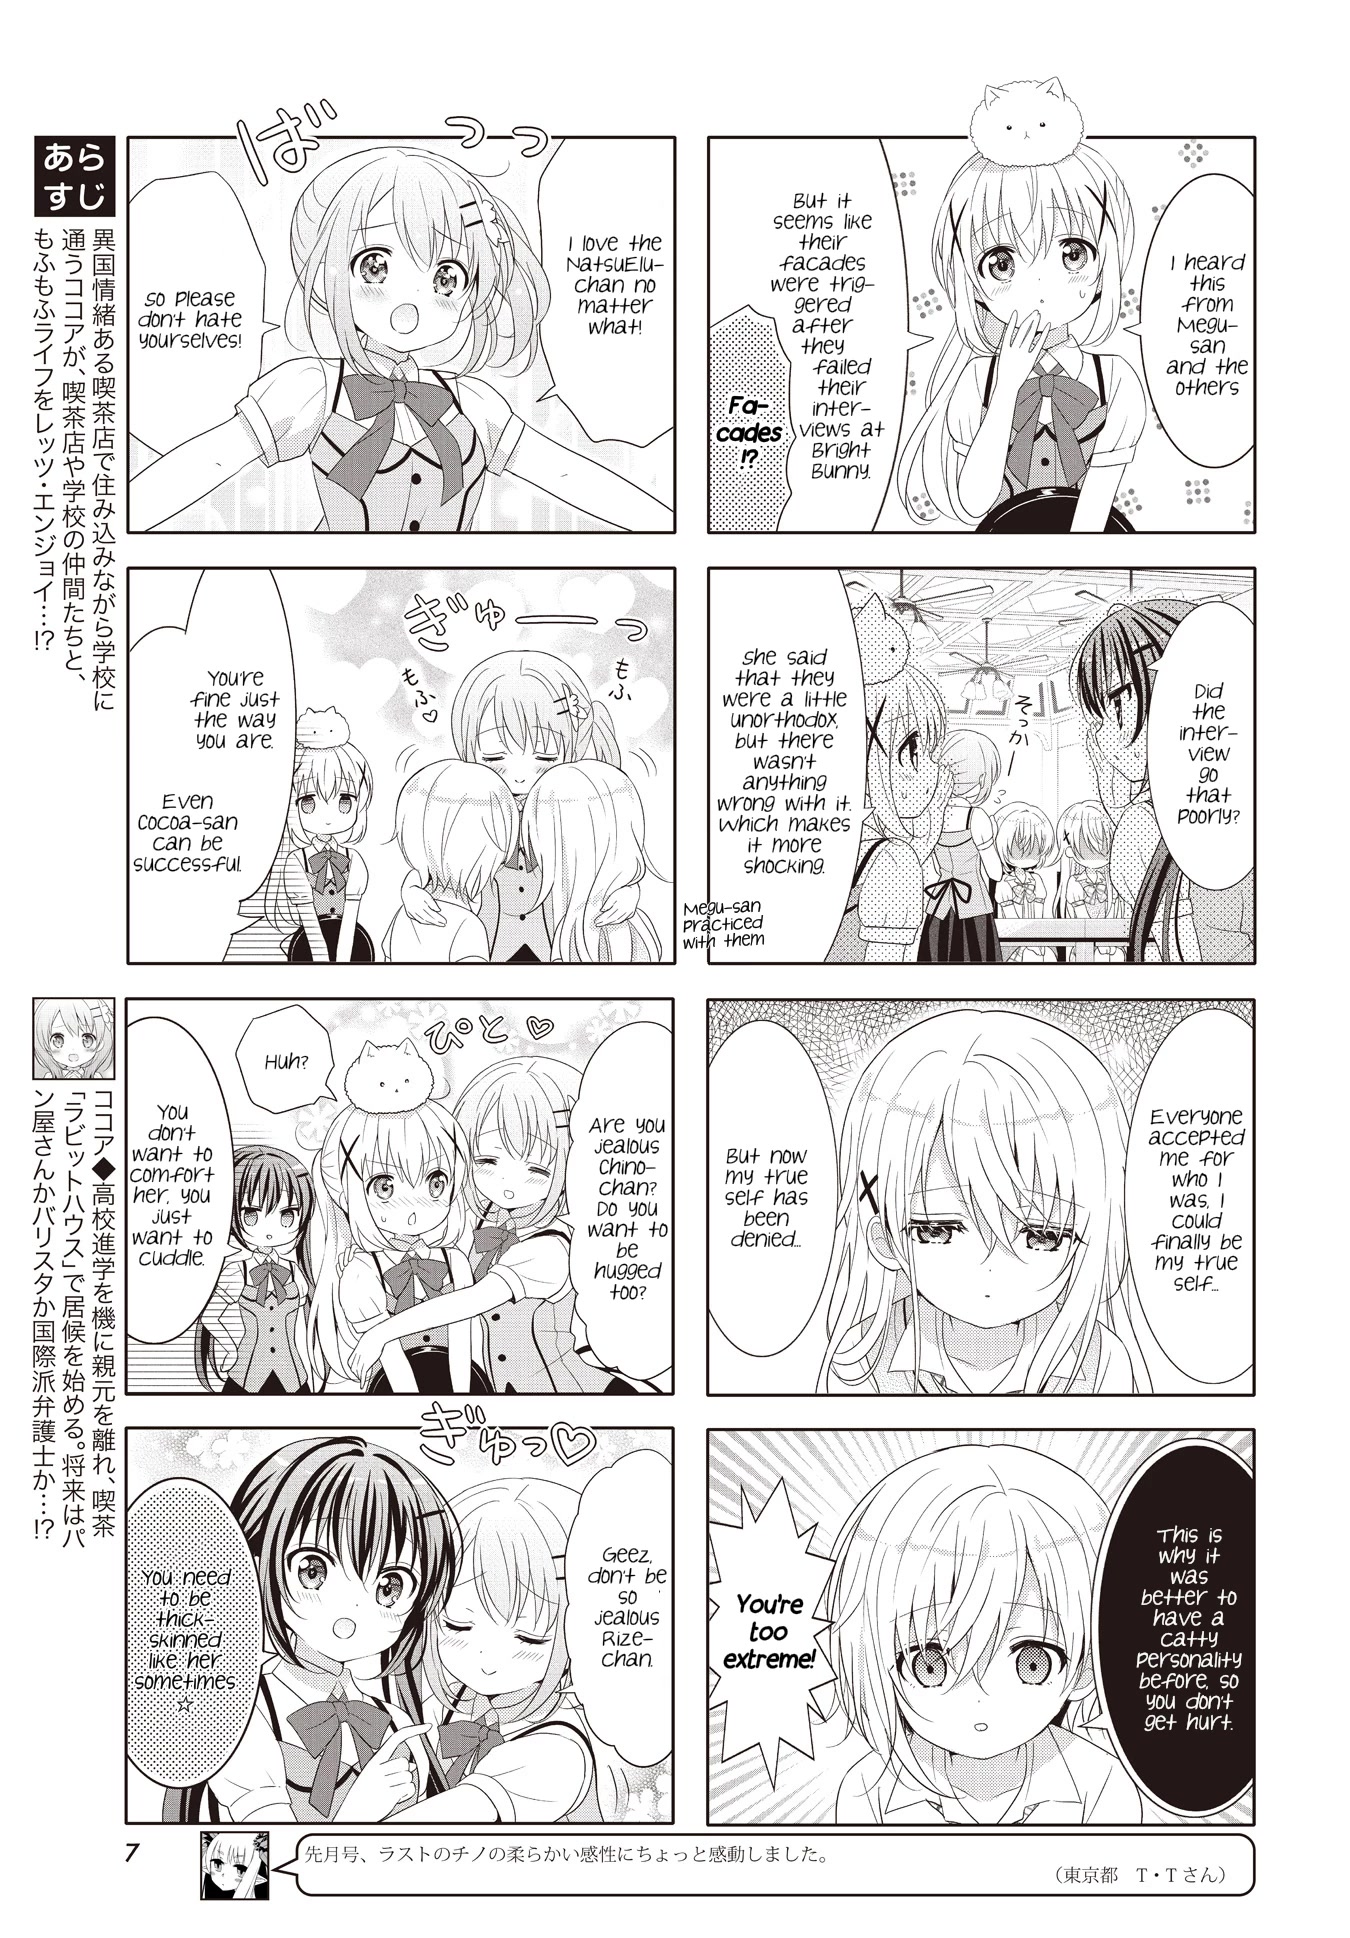 I heard
this
from
Megu-
san
and the
others
But it
seems like
their
facades
were trig-
gered
after
they
failed
their
inter-
views at
Bright
Bunny.
Fa-
cades
!?
Did
the
inter-
view
go
that
poorly?
そっかー
She said
that they
were a little
unorthodox,
but there
wasn't
anything
wrong with it.
Which makes
it more
shocking.
Megu-san
practiced
with them
Everyone
accepted
me for
who I
was, I
could
finally be
my true
self...
But now
my true
self has
been
denied...
This is
why it
was
better to
have a
catty
personality
before, so
you don't
get hurt.
You're
too
extreme!
ばっっ
I love the
NatsuElu-
chan no
matter
what!
So please
don't hate
yourselves!
ぎゅーーっ
もふ
もふ♡
You're
fine just
the way
you are.
Even
Cocoa-san
can be
successful.
ぴと♡
Are you
jealous
Chino-
chan?
Do you
want to
be
hugged
too?
Huh?
You
don't
want to
comfort
her, you
just
want to
cuddle.
ぎゅっ♡
Geez,
don't be
so
jealous
Rize-
chan.
You need
to be
thick-
skinned
like her
sometimes
☆
あら
すじ
異国情緒ある喫茶店で住み込みながら学校に
通うココアが、喫茶店や学校の仲間たちと、
もふもふライフをレッツ・エンジョイ…!?
ココア◆高校進学を機に親元を離れ、喫茶
「ラビットハウス」で居候を始める。将来はパ
ン屋さんかバリスタか国際派弁護士か…!?
7
先月号、ラストのチノの柔らかい感性にちょっと感動しました。
（東京都　T・Tさん）